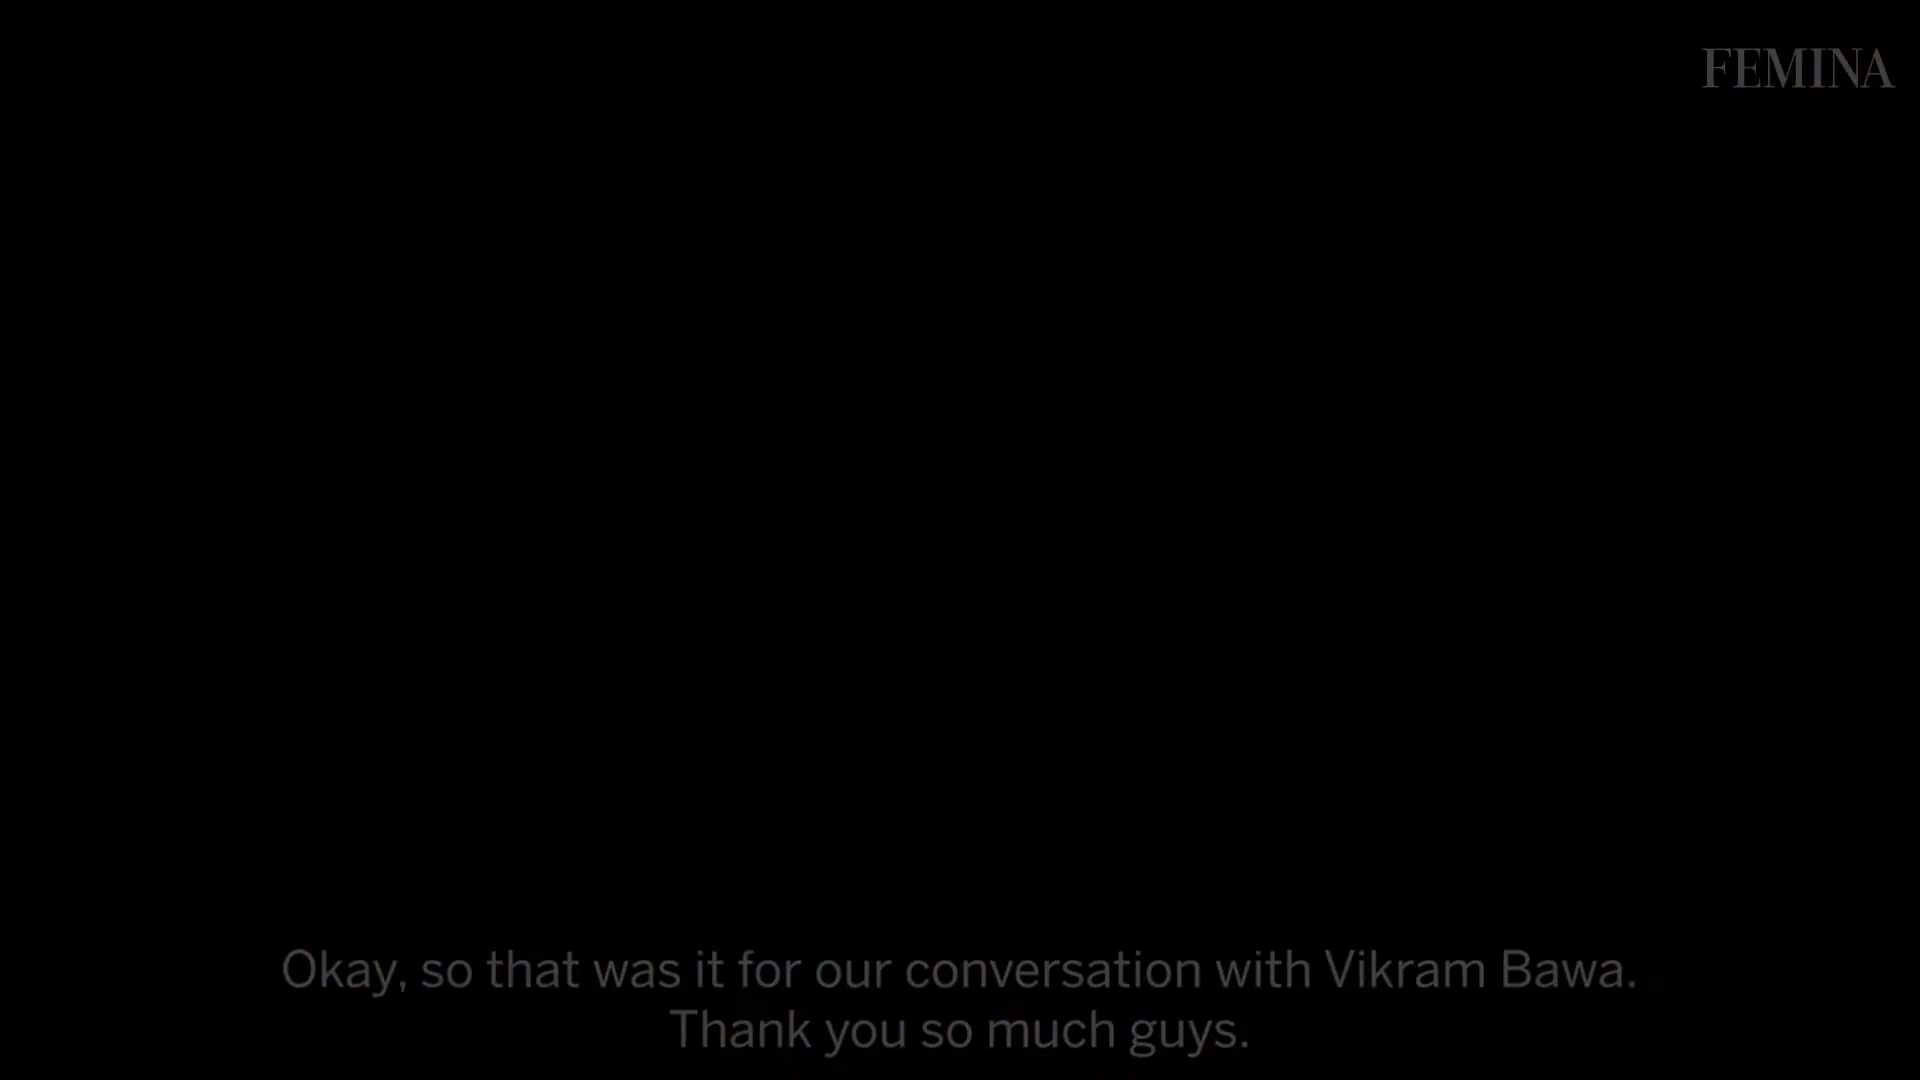 FEMINA
Okay, so that was it for our conversation with Vikram Bawa.
Thank you so much guys.